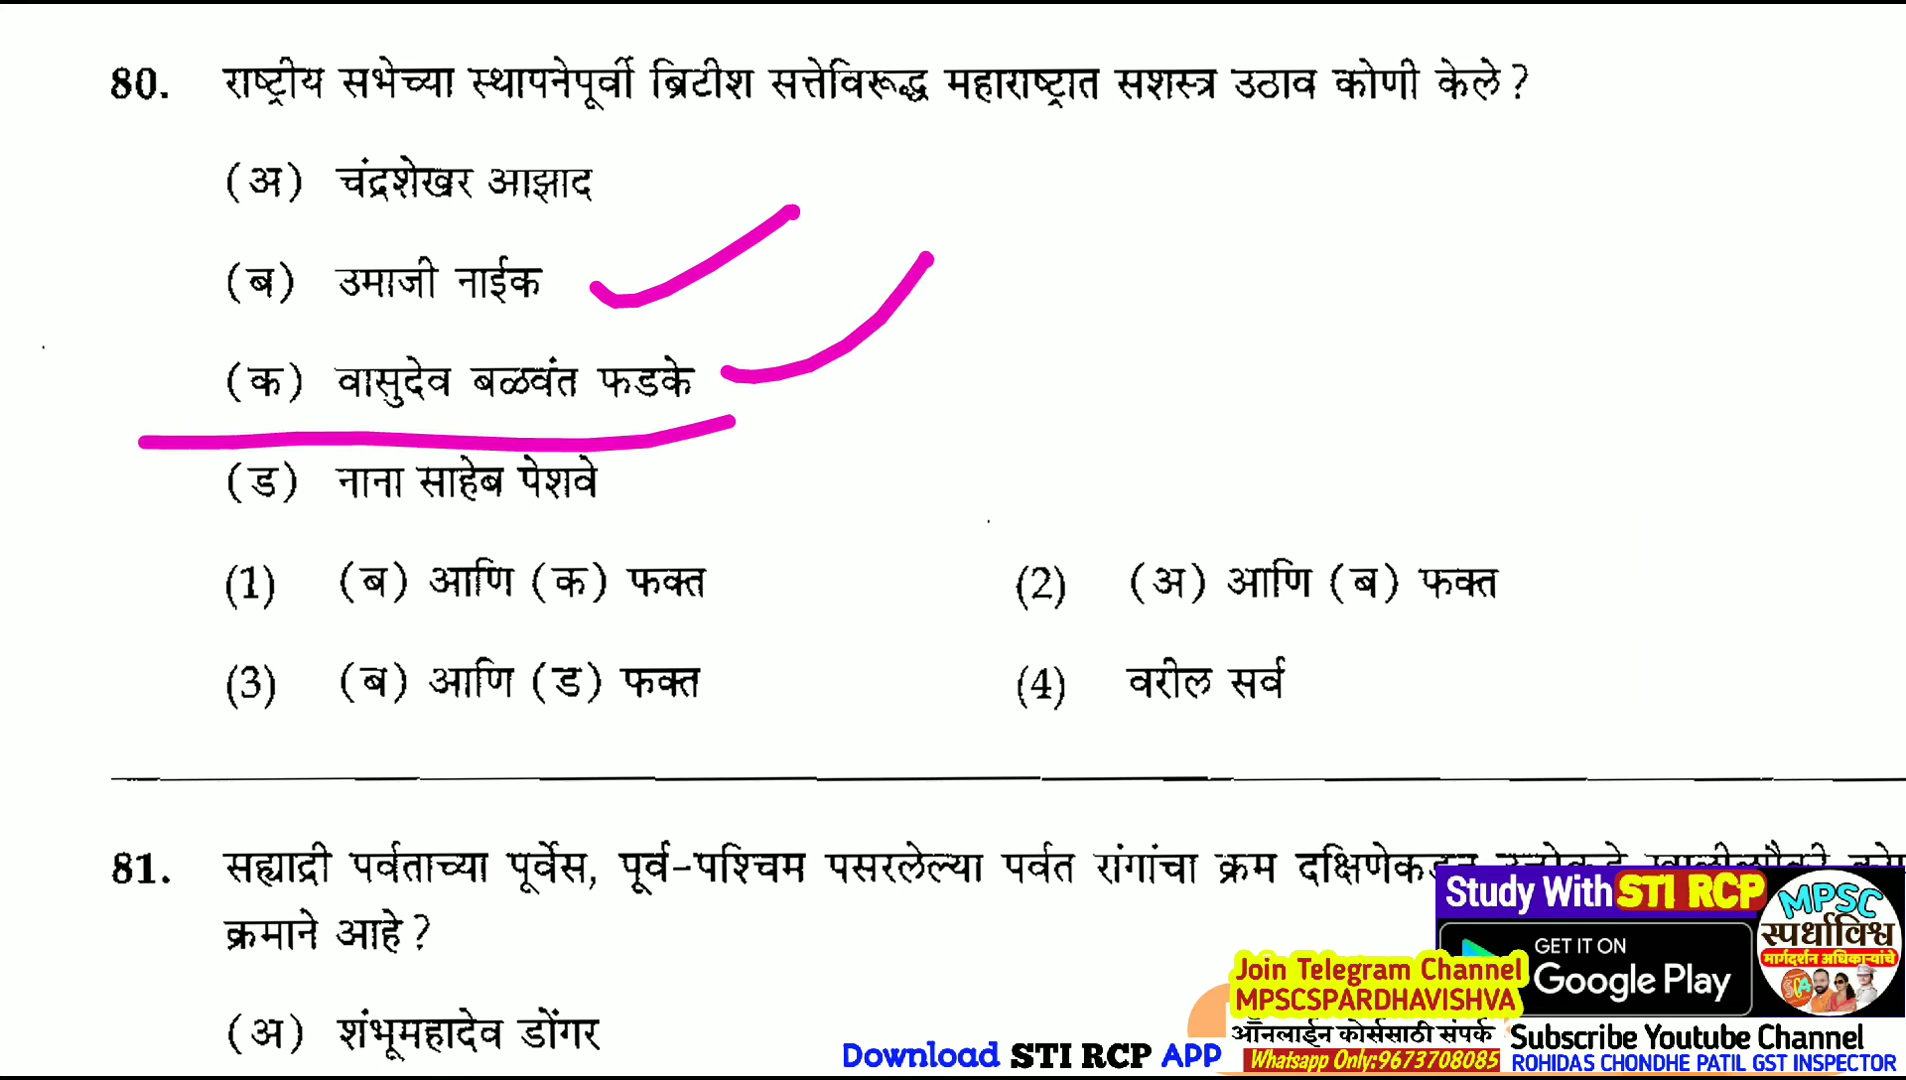 80. राष्ट्रीय सभेच्या स्थापनेपूर्वी ब्रिटीश सत्तेविरूद्ध महाराष्ट्रात सशस्त्र उठाव कोणी केले ?
(अ) चंद्रशेखर आझाद
(ब) उमाजी नाईक
(क) वासुदेव बळवंत फडके
(ड) नाना साहेब पेशवे
(1) (ब) आणि (क) फक्त (2) (अ) आणि (ब) फक्त
(3) (ब) आणि (ड) फक्त (4) वरील सर्व
81. सह्याद्री पर्वताच्या पूर्वेस, पूर्व-पश्चिम पसरलेल्या पर्वत रांगांचा क्रम
क्रमाने आहे ?
(अ) शंभूमहादेव डोंगर
Study With STI RCP
GET IT ON
Google Play
MPSC
स्पर्धाविश्व
मार्गदर्शन अधिकाऱ्यांचे
Join Telegram Channel
MPSCSPARDHAVISHVA
ऑनलाईन कोर्ससाठी संपर्क
Whatsapp Only:9673708085
Download STI RCP APP
Subscribe Youtube Channel
ROHIDAS CHONDHE PATIL GST INSPECTOR